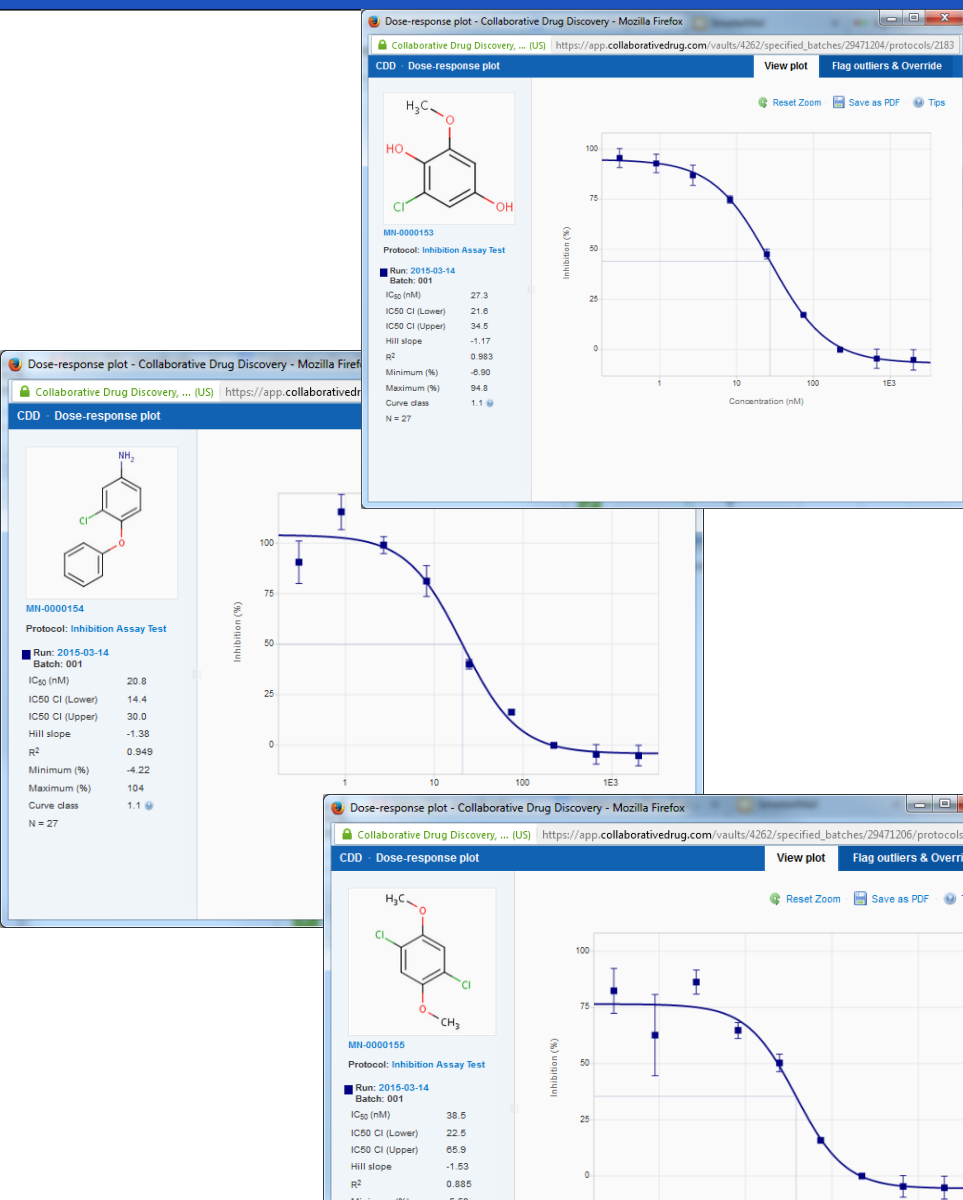 Dose-response plot - Collaborative Drug Discovery - Mozilla Firefox
Collaborative Drug Discovery, ... (US) https://app.collaborativedrug.com/vaults/4262/specified_batches/29471204/protocols/2183
CDD · Dose-response plot
View plot
Flag outliers & Override
Reset Zoom
Save as PDF
Tips
H3C
O
HO
Cl
OH
MN-0000153
Protocol: Inhibition Assay Test
Run: 2015-03-14
Batch: 001
IC50 (nM) 27.3
IC50 CI (Lower) 21.6
IC50 CI (Upper) 34.5
Hill slope -1.17
R2 0.983
Minimum (%) -6.90
Maximum (%) 94.8
Curve class 1.1
N = 27
Inhibition (%)
100
75
50
25
0
1 10 100 1E3
Concentration (nM)
Dose-response plot - Collaborative Drug Discovery - Mozilla Firef
Collaborative Drug Discovery, ... (US) https://app.collaborativedr
CDD · Dose-response plot
NH2
Cl
O
MN-0000154
Protocol: Inhibition Assay Test
Run: 2015-03-14
Batch: 001
IC50 (nM) 20.8
IC50 CI (Lower) 14.4
IC50 CI (Upper) 30.0
Hill slope -1.38
R2 0.949
Minimum (%) -4.22
Maximum (%) 104
Curve class 1.1
N = 27
Inhibition (%)
100
75
50
25
0
1 10 100 1E3
Dose-response plot - Collaborative Drug Discovery - Mozilla Firefox
Collaborative Drug Discovery, ... (US) https://app.collaborativedrug.com/vaults/4262/specified_batches/29471206/protocols
CDD · Dose-response plot
View plot
Flag outliers & Overri
Reset Zoom
Save as PDF
H3C
O
Cl
Cl
O
CH3
MN-0000155
Protocol: Inhibition Assay Test
Run: 2015-03-14
Batch: 001
IC50 (nM) 38.5
IC50 CI (Lower) 22.5
IC50 CI (Upper) 65.9
Hill slope -1.53
R2 0.885
Inhibition (%)
100
75
50
25
0